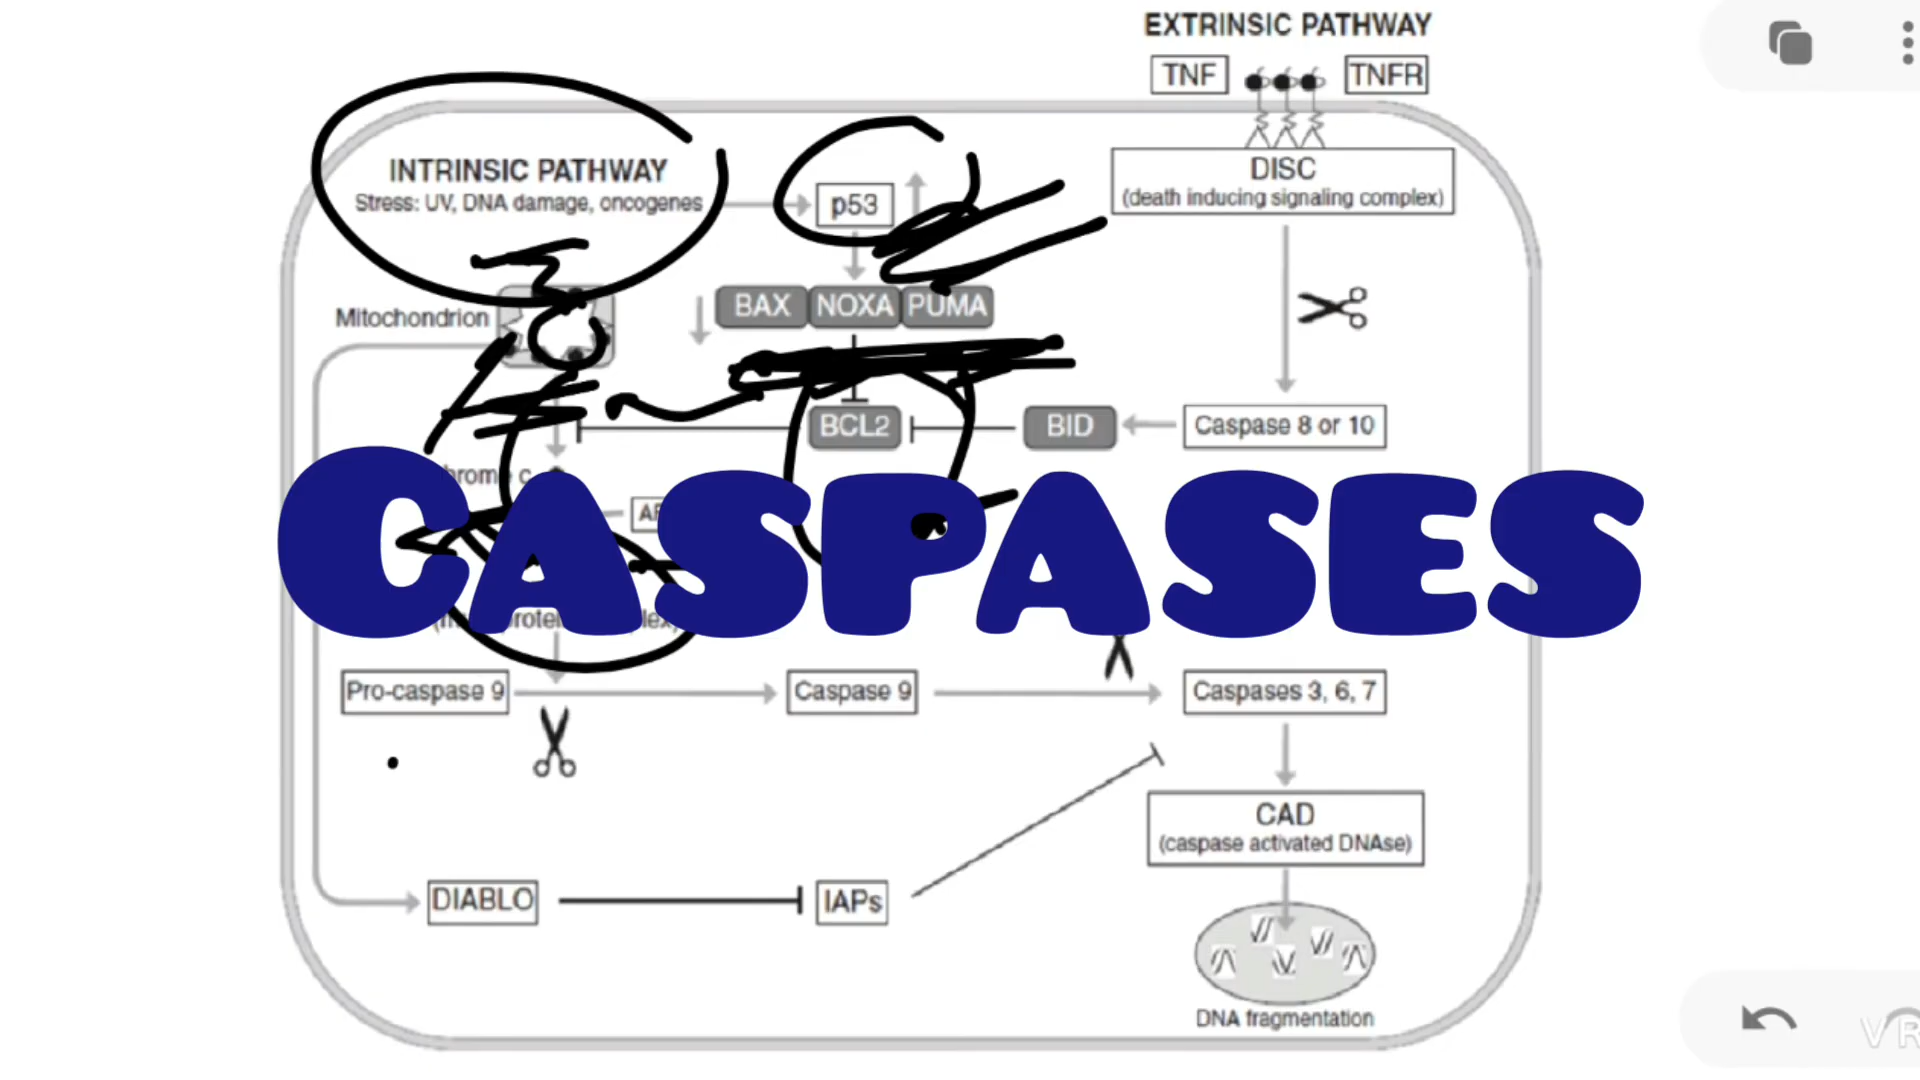 EXTRINSIC PATHWAY
TNF
TNFR
INTRINSIC PATHWAY
Stress: UV, DNA damage, oncogenes
p53
DISC
(death inducing signaling complex)
Mitochondrion
BAX
NOXA
PUMA
BCL2
BID
Caspase 8 or 10
CASPASES
Pro-caspase 9
Caspase 9
Caspases 3, 6, 7
CAD
(caspase activated DNAse)
DIABLO
IAPs
DNA fragmentation
VR